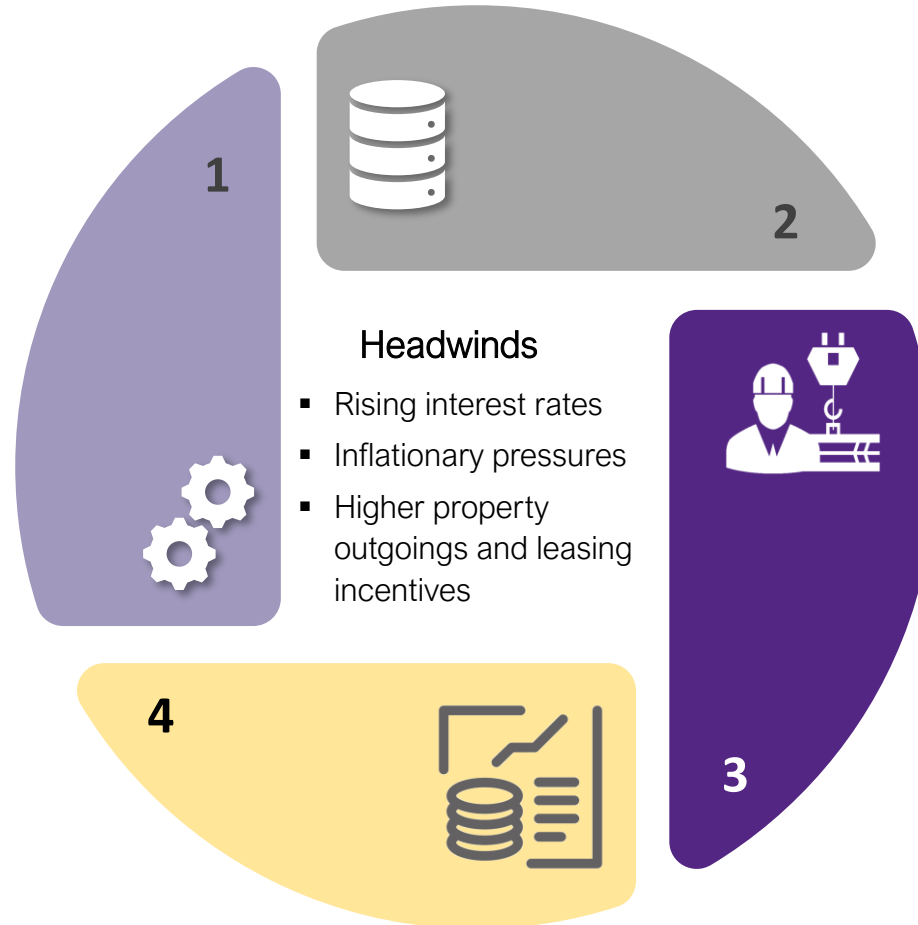 1
2
Headwinds
▪ Rising interest rates
▪ Inflationary pressures
▪ Higher property
outgoings and leasing
incentives
4
3